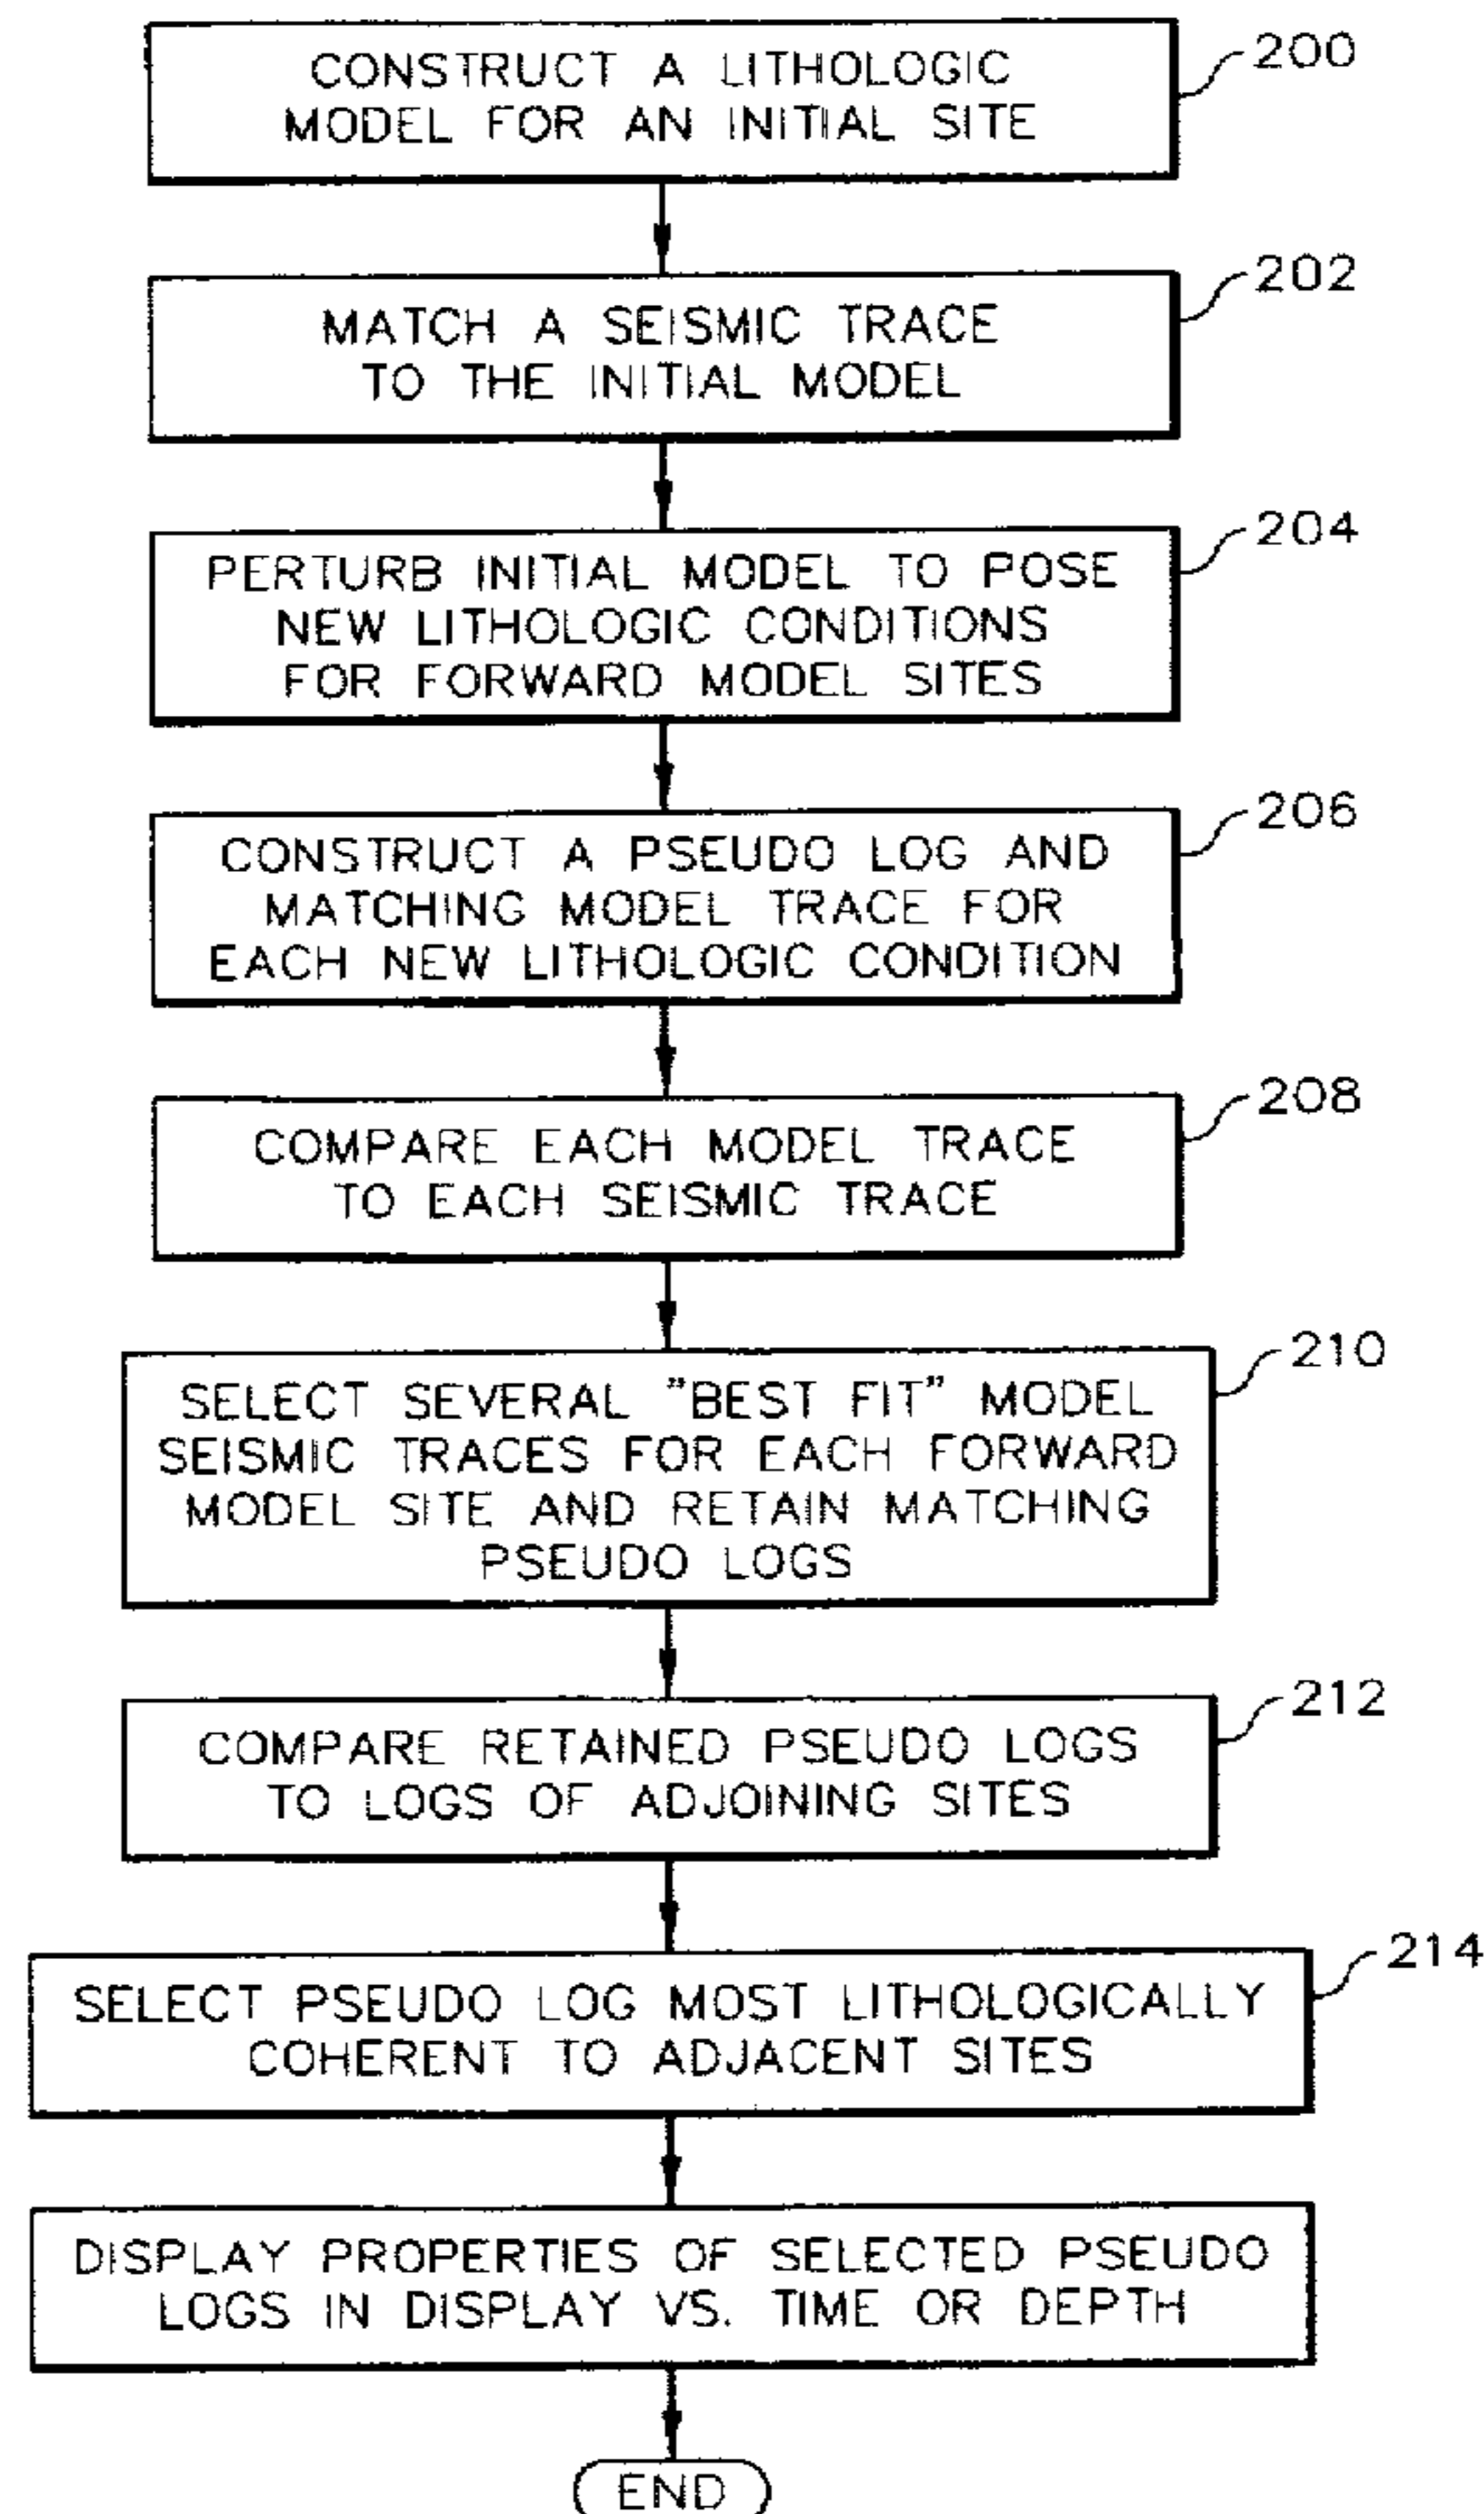 CONSTRUCT A LITHOLOGIC
MODEL FOR AN INITIAL SITE
200
MATCH A SEISMIC TRACE
TO THE INITIAL MODEL
202
PERTURB INITIAL MODEL TO POSE
NEW LITHOLOGIC CONDITIONS
FOR FORWARD MODEL SITES
204
CONSTRUCT A PSEUDO LOG AND
MATCHING MODEL TRACE FOR
EACH NEW LITHOLOGIC CONDITION
206
COMPARE EACH MODEL TRACE
TO EACH SEISMIC TRACE
208
SELECT SEVERAL "BEST FIT" MODEL
SEISMIC TRACES FOR EACH FORWARD
MODEL SITE AND RETAIN MATCHING
PSEUDO LOGS
210
COMPARE RETAINED PSEUDO LOGS
TO LOGS OF ADJOINING SITES
212
SELECT PSEUDO LOG MOST LITHOLOGICALLY
COHERENT TO ADJACENT SITES
214
DISPLAY PROPERTIES OF SELECTED PSEUDO
LOGS IN DISPLAY VS. TIME OR DEPTH
END